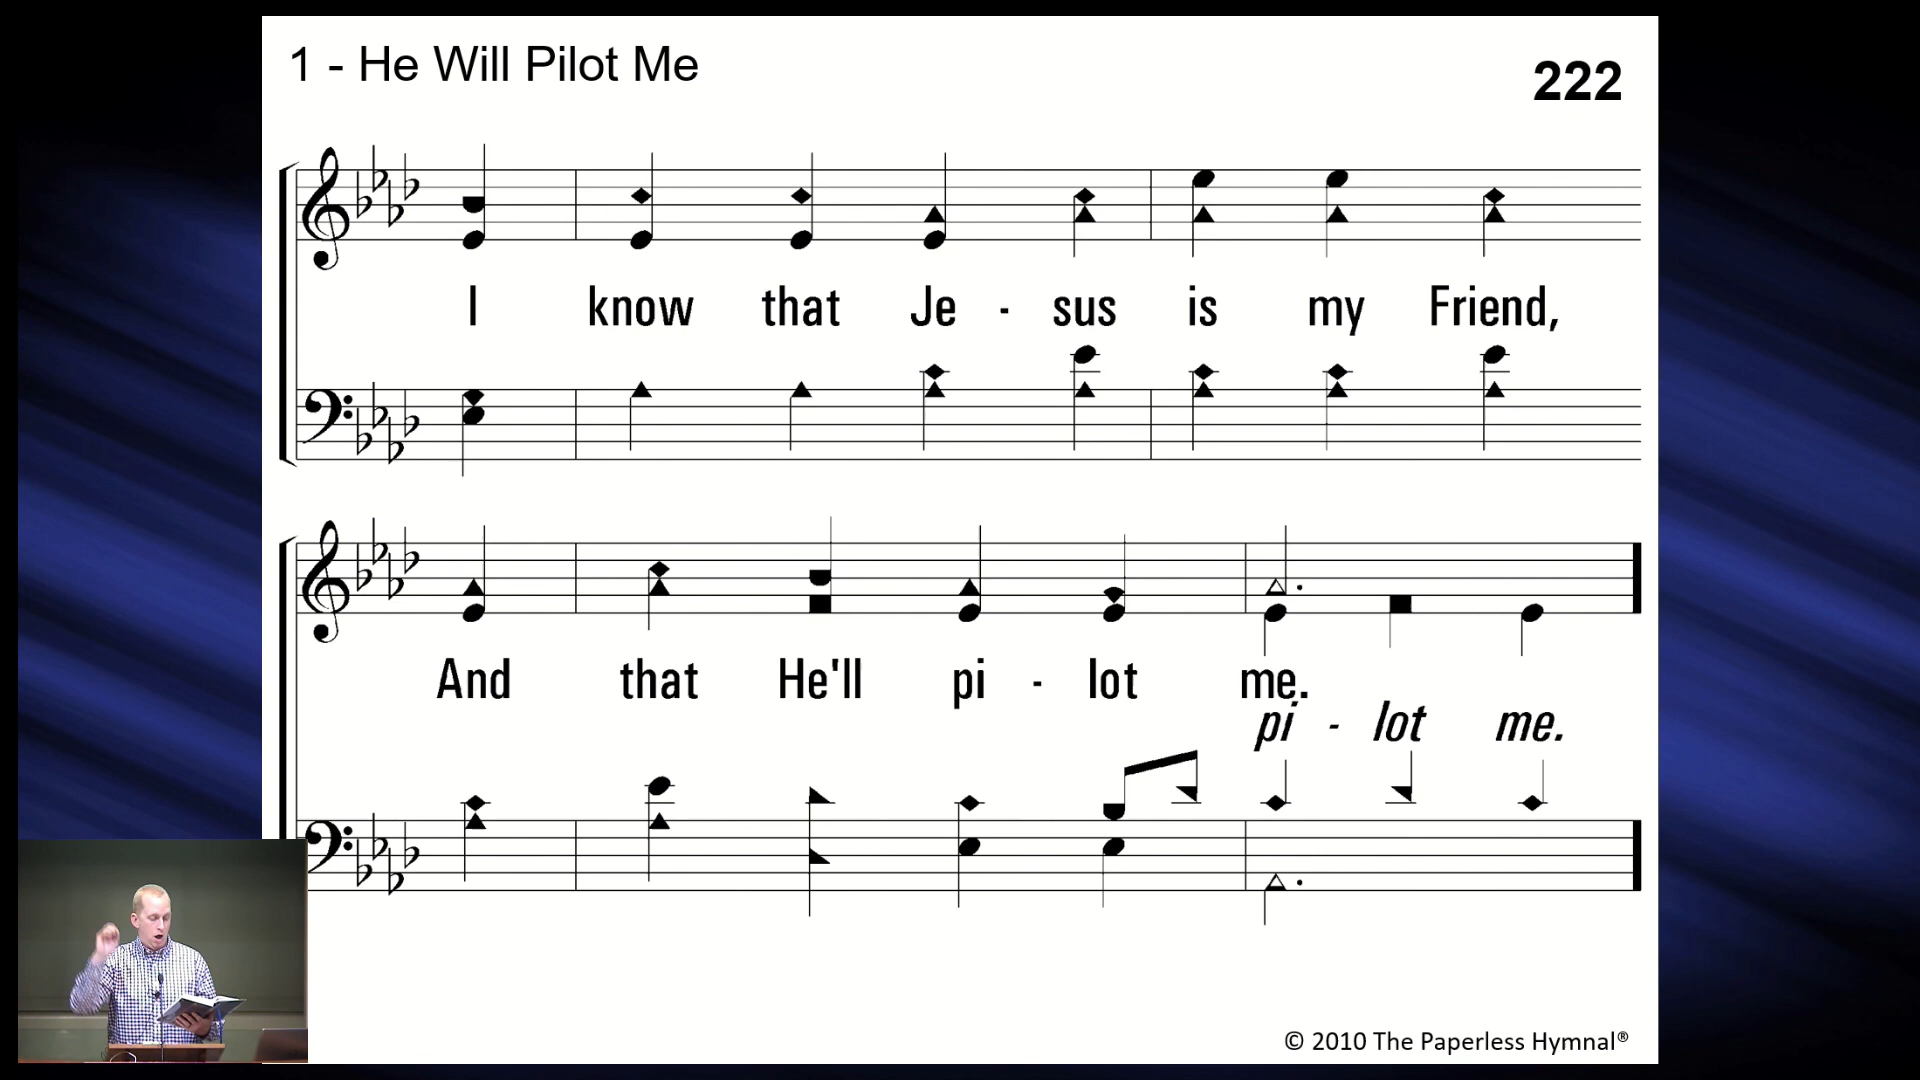 1 - He Will Pilot Me
222
I know that Je - sus is my Friend,
And that He'll pi - lot me.
pi - lot me.
© 2010 The Paperless Hymnal®